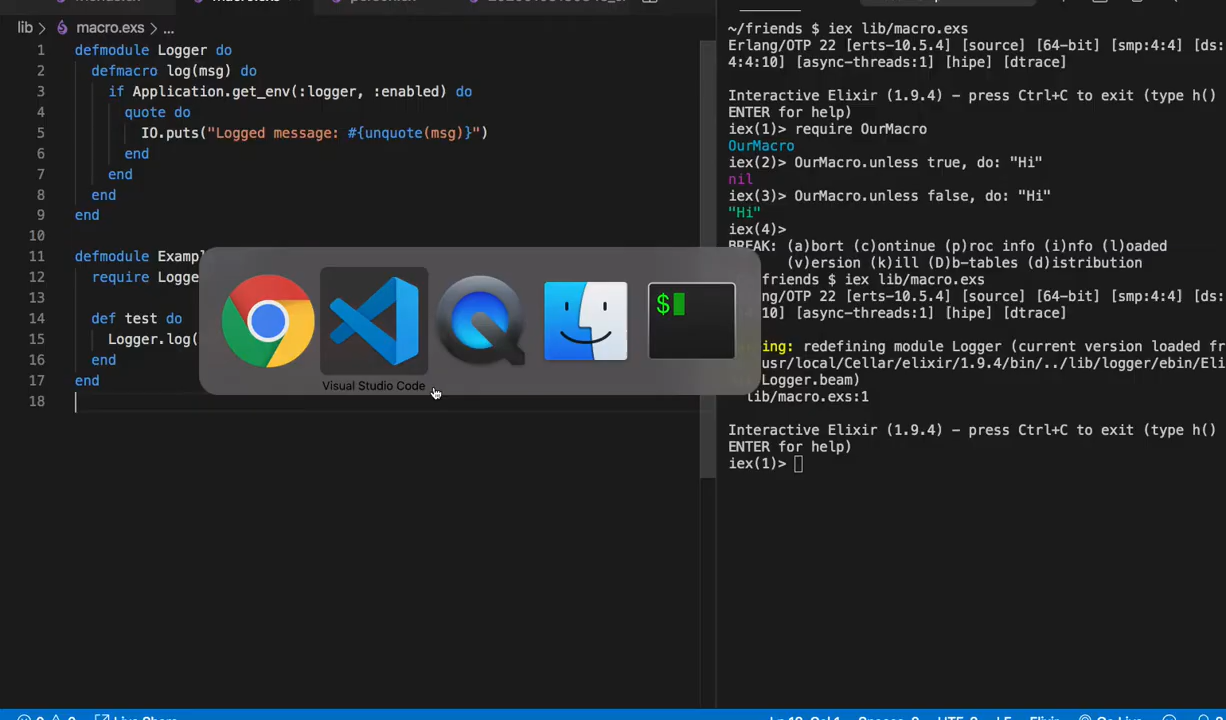 macro.exs
lib > macro.exs > ...
1 defmodule Logger do
2 defmacro log(msg) do
3 if Application.get_env(:logger, :enabled) do
4 quote do
5 IO.puts("Logged message: #{unquote(msg)}")
6 end
7 end
8 end
9 end
10
11 defmodule Examp
12 require Logge
13
14 def test do
15 Logger.log(
16 end
17 end
18
Visual Studio Code
$
~/friends $ iex lib/macro.exs
Erlang/OTP 22 [erts-10.5.4] [source] [64-bit] [smp:4:4] [ds:
4:4:10] [async-threads:1] [hipe] [dtrace]
Interactive Elixir (1.9.4) - press Ctrl+C to exit (type h()
ENTER for help)
iex(1)> require OurMacro
OurMacro
iex(2)> OurMacro.unless true, do: "Hi"
nil
iex(3)> OurMacro.unless false, do: "Hi"
"Hi"
iex(4)>
BREAK: (a)bort (c)ontinue (p)roc info (i)nfo (l)oaded
(v)ersion (k)ill (D)b-tables (d)istribution
friends $ iex lib/macro.exs
ng/OTP 22 [erts-10.5.4] [source] [64-bit] [smp:4:4] [ds:
:10] [async-threads:1] [hipe] [dtrace]
ing: redefining module Logger (current version loaded fr
usr/local/Cellar/elixir/1.9.4/bin/../lib/logger/ebin/Eli
Logger.beam)
lib/macro.exs:1
Interactive Elixir (1.9.4) - press Ctrl+C to exit (type h()
ENTER for help)
iex(1)>